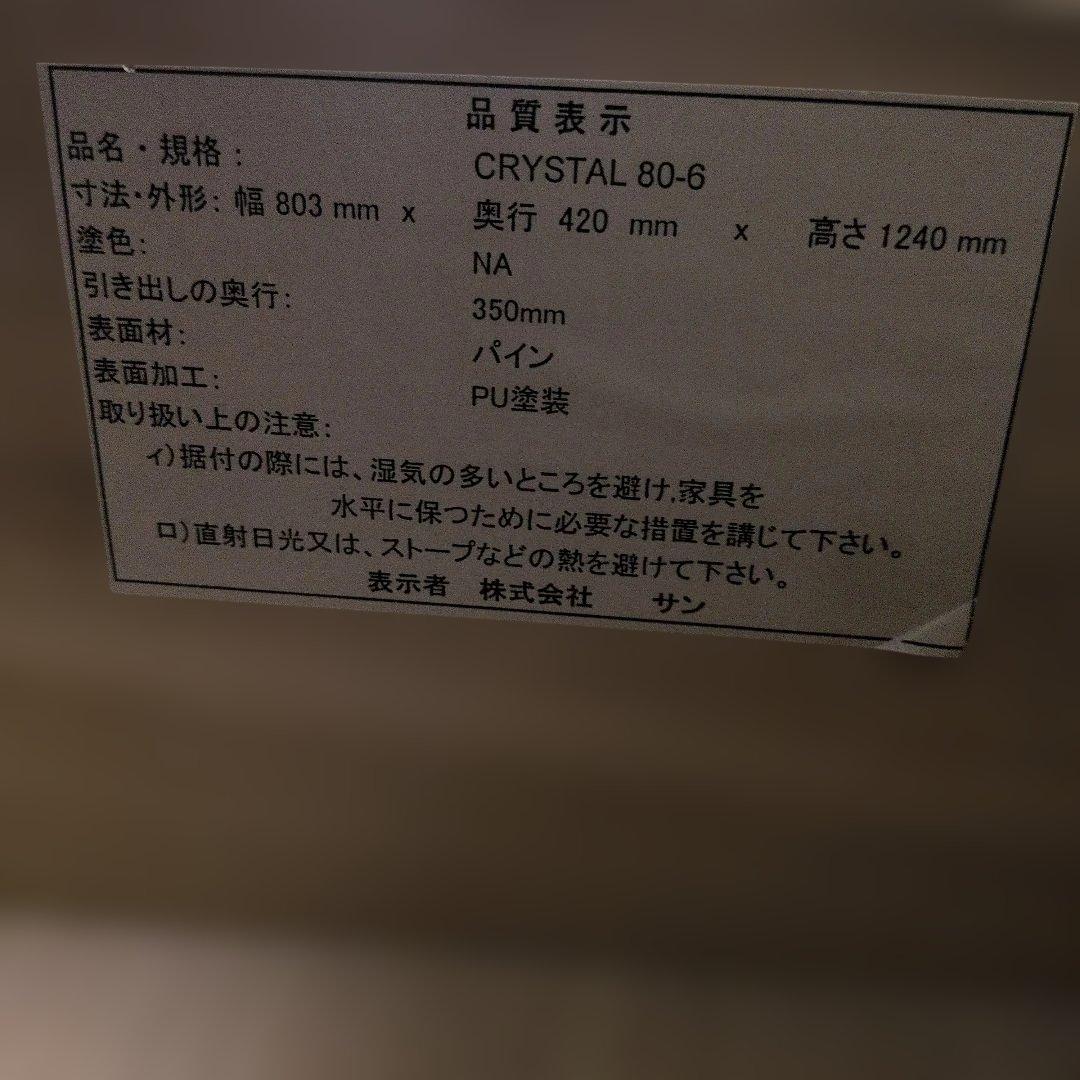 品質表示
品名・規格： CRYSTAL 80-6
寸法・外形： 幅 803 mm x 奥行 420 mm x 高さ 1240 mm
塗色： NA
引き出しの奥行： 350mm
表面材： パイン
表面加工： PU塗装
取り扱い上の注意：
ィ）据付の際には、湿気の多いところを避け,家具を
水平に保つために必要な措置を講じて下さい。
ロ）直射日光又は、ストーブなどの熱を避けて下さい。
表示者 株式会社 サン